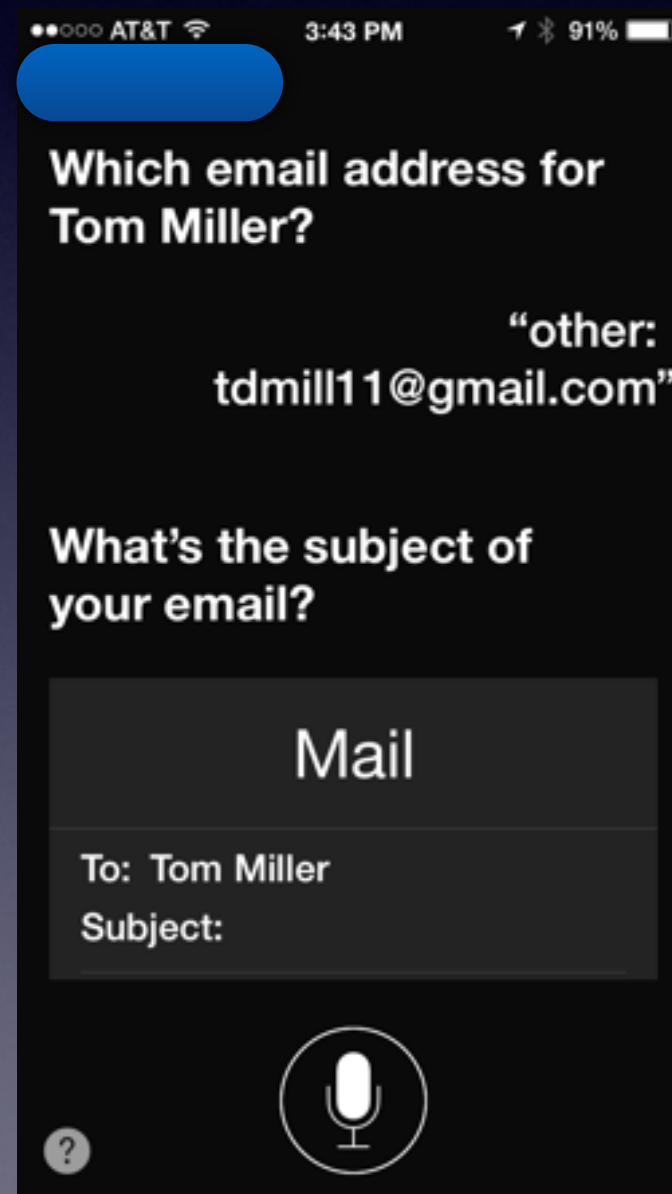 AT&T 3:43 PM 91%
Which email address for
Tom Miller?
“other:
tdmill11@gmail.com”
What’s the subject of
your email?
Mail
To: Tom Miller
Subject:
?